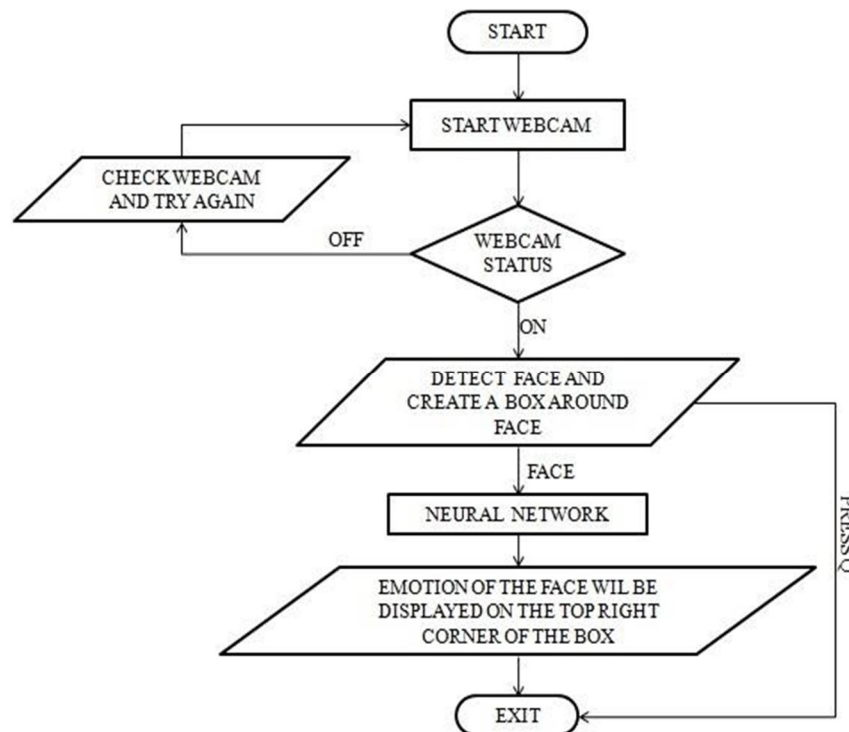 START
START WEBCAM
CHECK WEBCAM
AND TRY AGAIN
OFF
WEBCAM
STATUS
ON
DETECT FACE AND
CREATE A BOX AROUND
FACE
FACE
NEURAL NETWORK
PRESS Q
EMOTION OF THE FACE WIL BE
DISPLAYED ON THE TOP RIGHT
CORNER OF THE BOX
EXIT